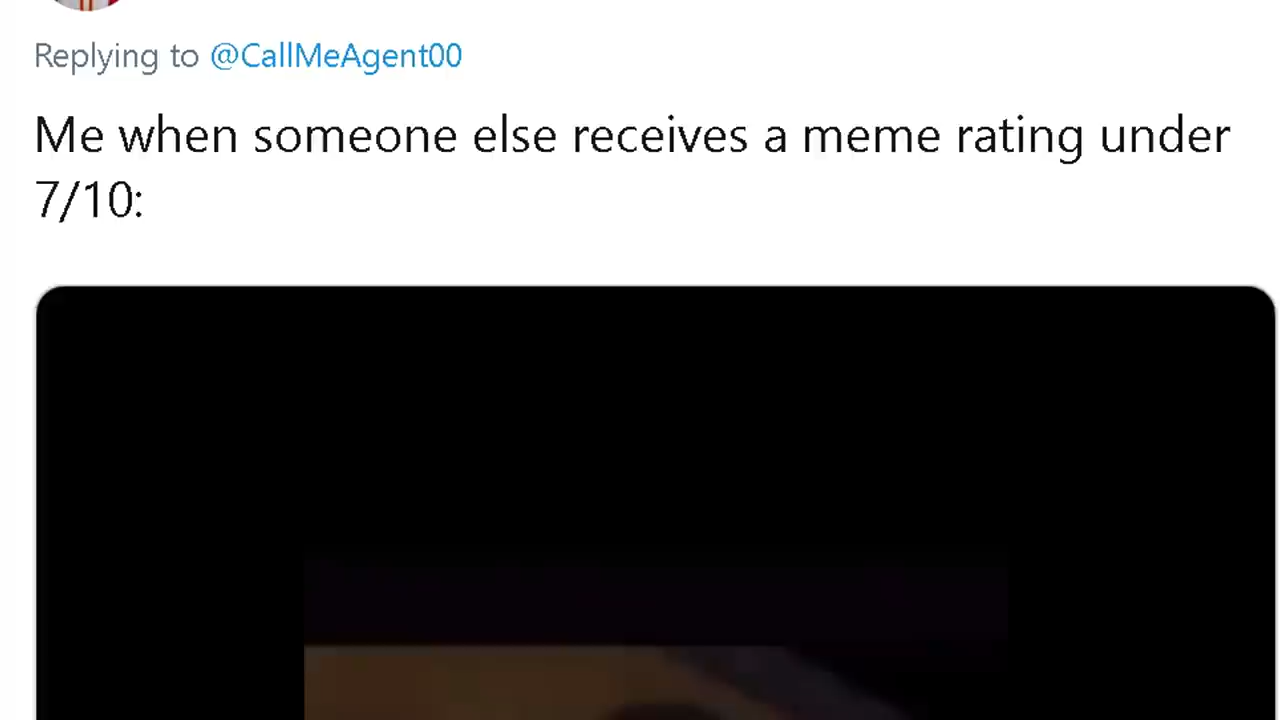 Replying to @CallMeAgent00
Me when someone else receives a meme rating under
7/10: